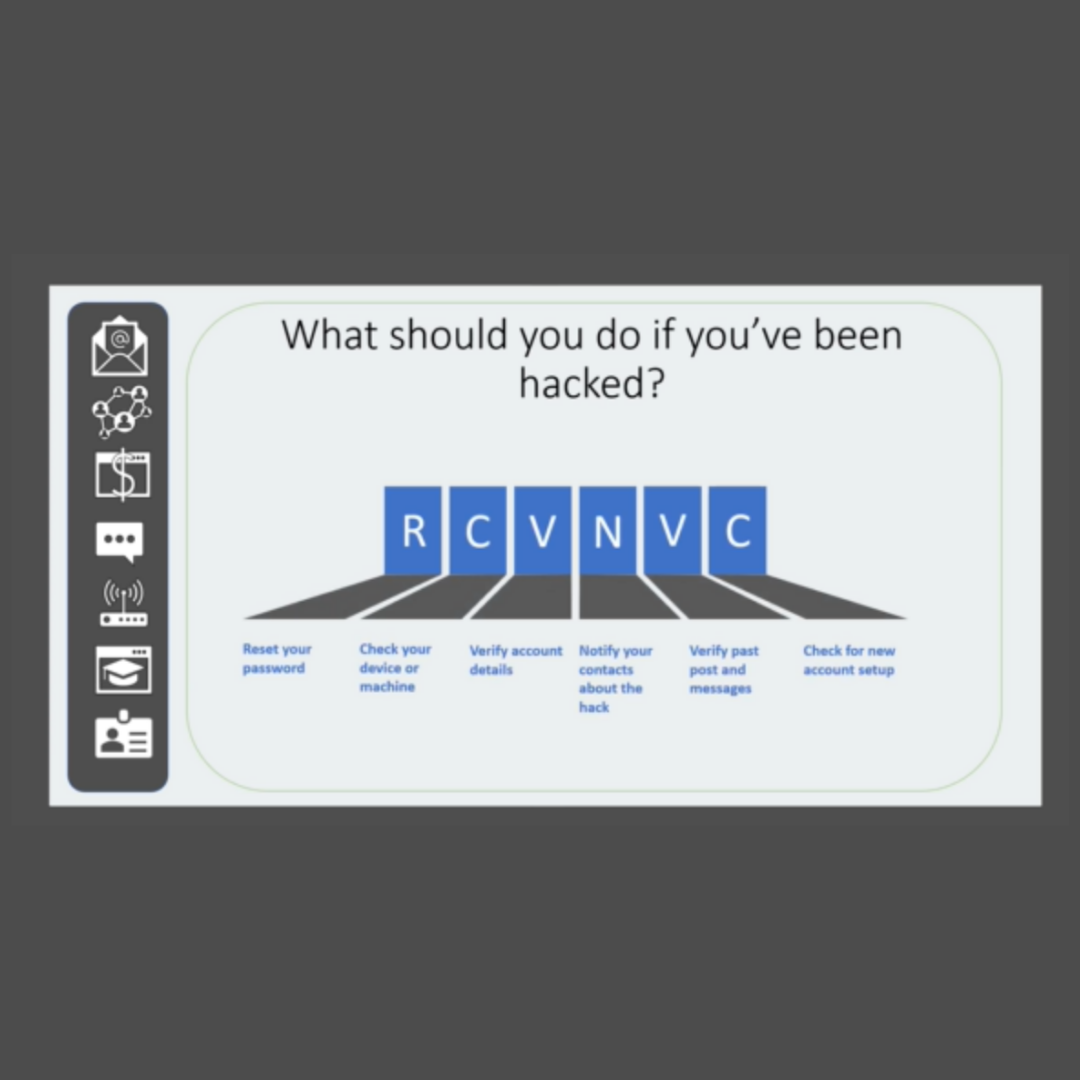 What should you do if you've been
hacked?
R C V N V C
Reset your
password
Check your
device or
machine
Verify account
details
Notify your
contacts
about the
hack
Verify past
post and
messages
Check for new
account setup